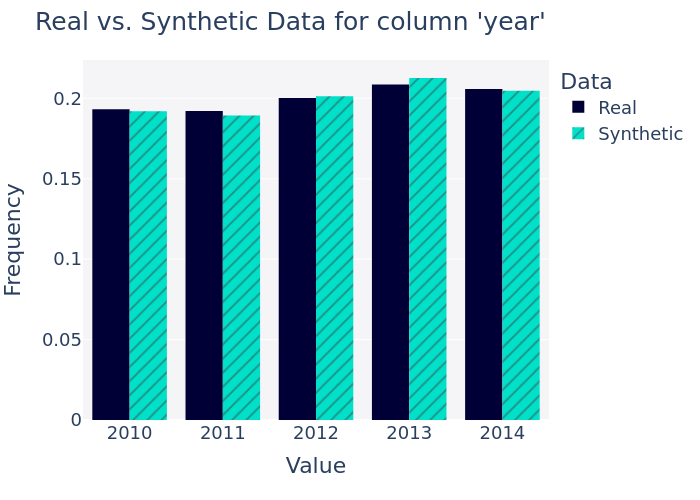 Real vs. Synthetic Data for column 'year'
Data
Real
Synthetic
0.2
0.15
0.1
0.05
0
Frequency
2010 2011 2012 2013 2014
Value